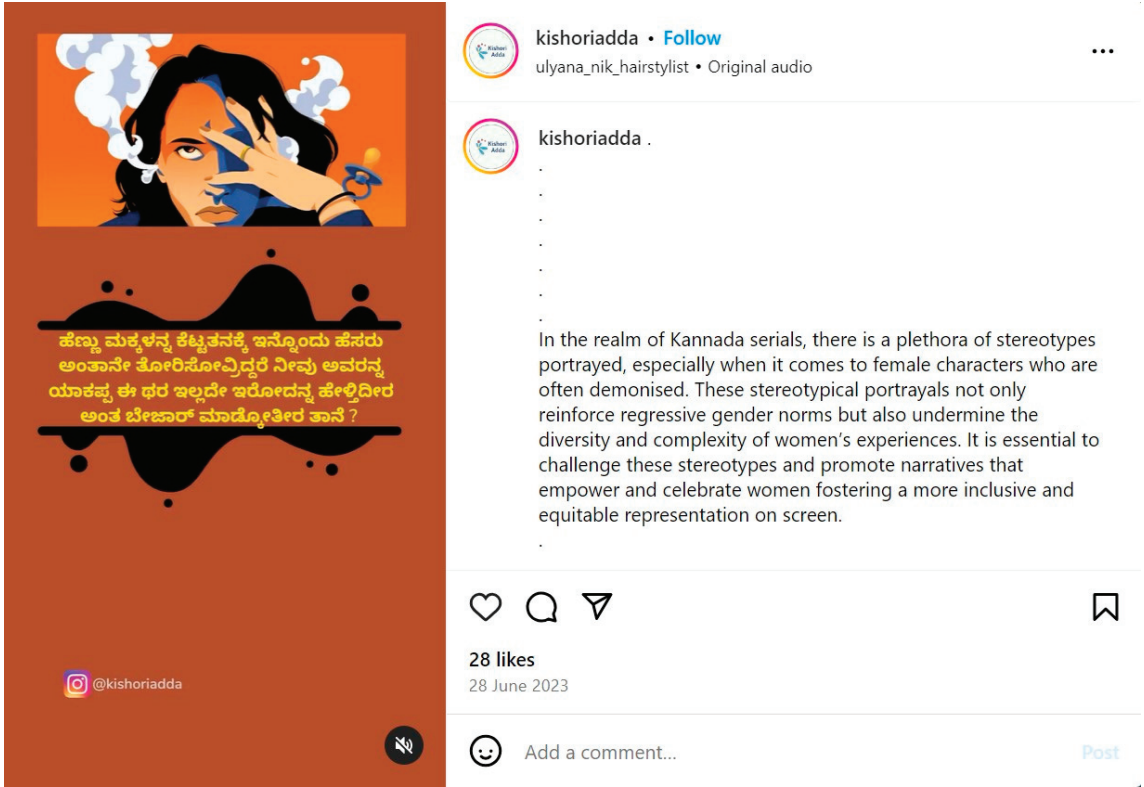 kishoriadda • Follow
ulyana_nik_hairstylist • Original audio
Kishori
Adda
kishoriadda .
.
.
.
.
.
.
.
In the realm of Kannada serials, there is a plethora of stereotypes
portrayed, especially when it comes to female characters who are
often demonised. These stereotypical portrayals not only
reinforce regressive gender norms but also undermine the
diversity and complexity of women's experiences. It is essential to
challenge these stereotypes and promote narratives that
empower and celebrate women fostering a more inclusive and
equitable representation on screen.
.
Kishori
Adda
ಹೆಣ್ಣು ಮಕ್ಕಳನ್ನ ಕೆಟ್ಟತನಕ್ಕೆ ಇನ್ನೊಂದು ಹೆಸರು
ಅಂತಾನೇ ತೋರಿಸೋವ್ರಿದ್ದರೆ ನೀವು ಅವರನ್ನ
ಯಾಕಪ್ಪ ಈ ಥರ ಇಲ್ಲದೇ ಇರೋದನ್ನ ಹೇಳ್ತಿದೀರ
ಅಂತ ಬೇಜಾರ್ ಮಾಡ್ಕೋತೀರ ತಾನೆ ?
@kishoriadda
28 likes
28 June 2023
Add a comment...
Post